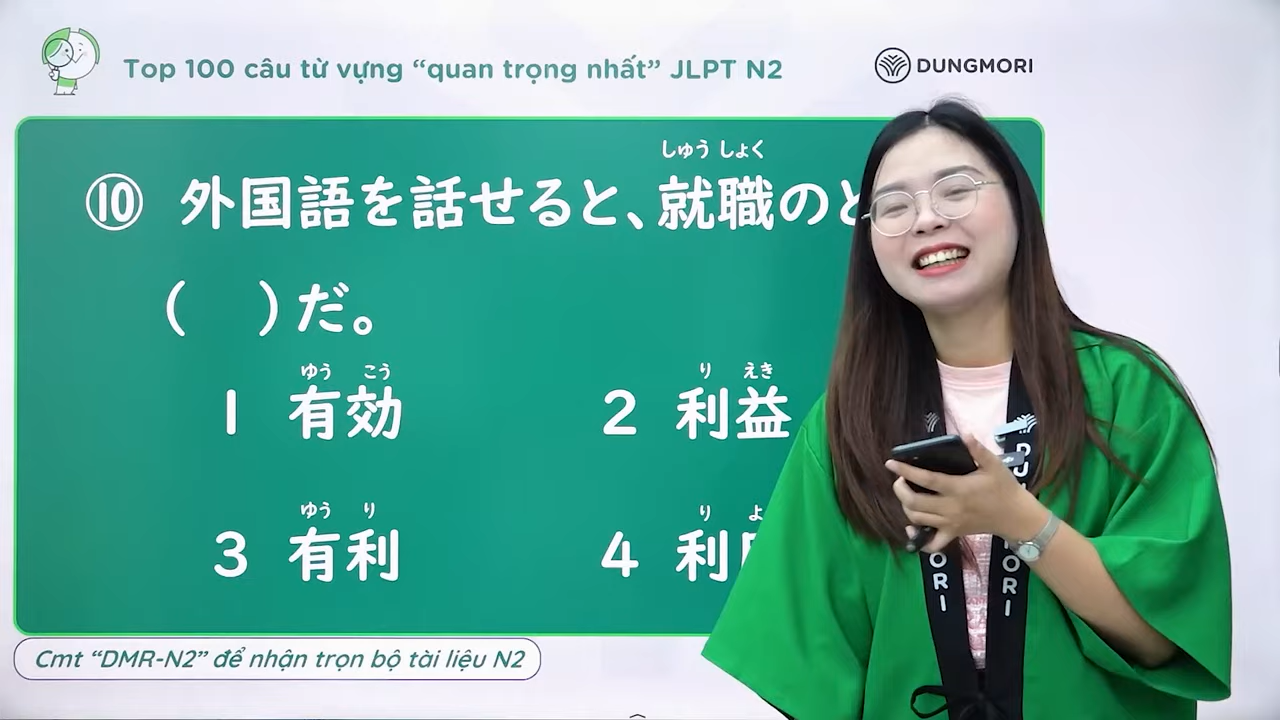 Top 100 câu từ vựng “quan trọng nhất” JLPT N2
DUNGMORI
しゅう しょく
⑩ 外国語を話せると、就職のと
( )だ。
ゆう こう
り えき
1 有効
2 利益
ゆう り
り よ
3 有利
4 利
Cmt “DMR-N2” để nhận trọn bộ tài liệu N2
ORI
MORI